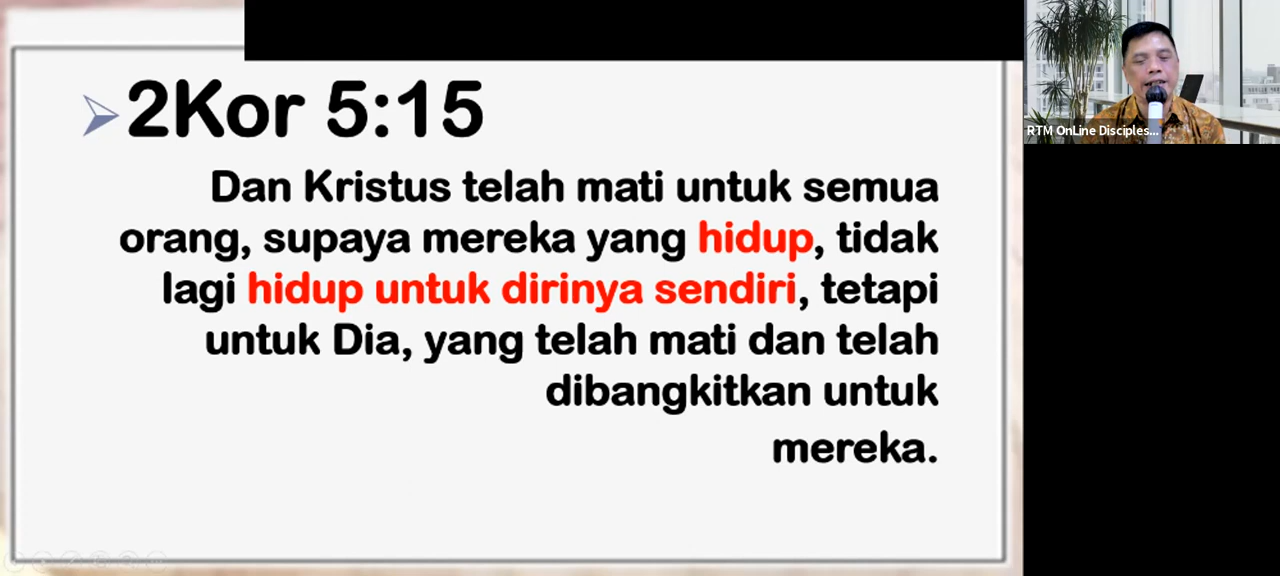 2Kor 5:15
Dan Kristus telah mati untuk semua
orang, supaya mereka yang hidup, tidak
lagi hidup untuk dirinya sendiri, tetapi
untuk Dia, yang telah mati dan telah
dibangkitkan untuk
mereka.
RTM OnLine Disciples...